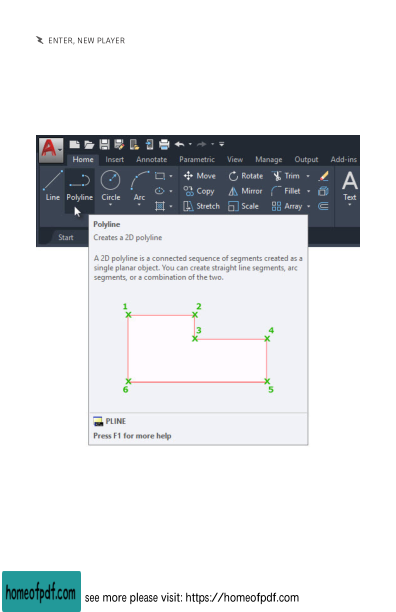 ENTER, NEW PLAYER
A
Home Insert Annotate Parametric View Manage Output Add-ins
Line Polyline Circle Arc Move Rotate Trim Text
Copy Mirror Fillet
Stretch Scale Array
Start
Polyline
Creates a 2D polyline
A 2D polyline is a connected sequence of segments created as a
single planar object. You can create straight line segments, arc
segments, or a combination of the two.
1 2
3 4
6 5
PLINE
Press F1 for more help
homeofpdf.com see more please visit: https://homeofpdf.com